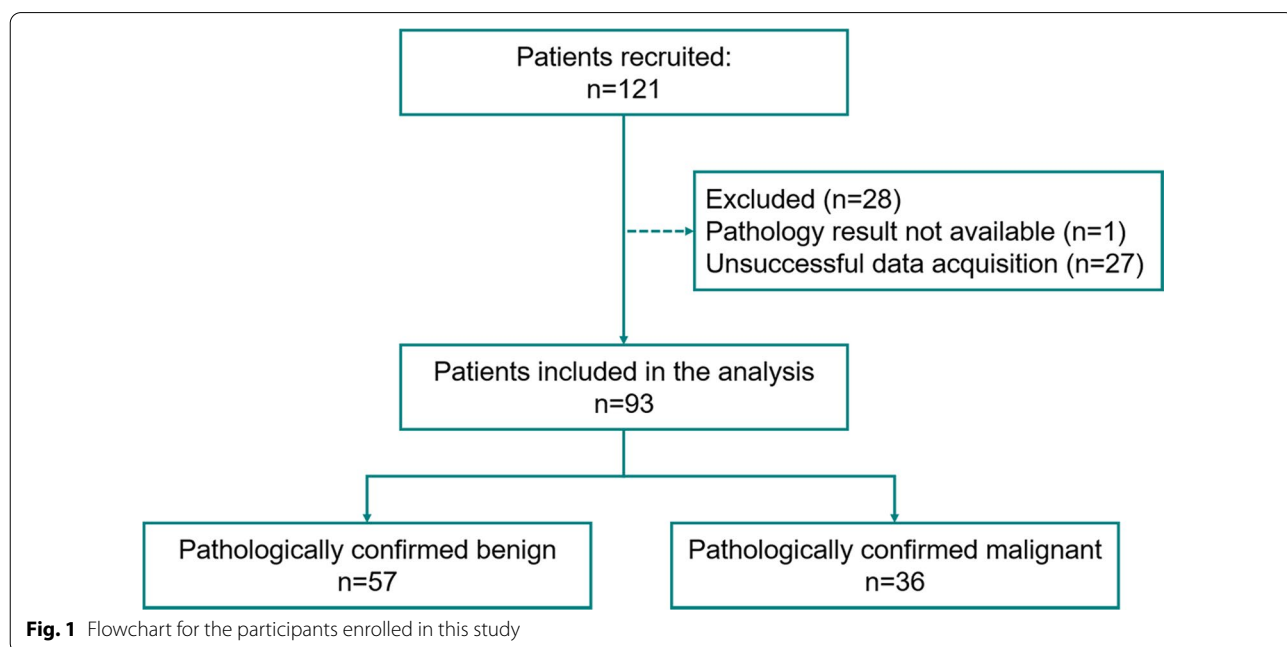 Patients recruited:
n=121
Excluded (n=28)
Pathology result not available (n=1)
Unsuccessful data acquisition (n=27)
Patients included in the analysis
n=93
Pathologically confirmed benign
n=57
Pathologically confirmed malignant
n=36
Fig. 1 Flowchart for the participants enrolled in this study